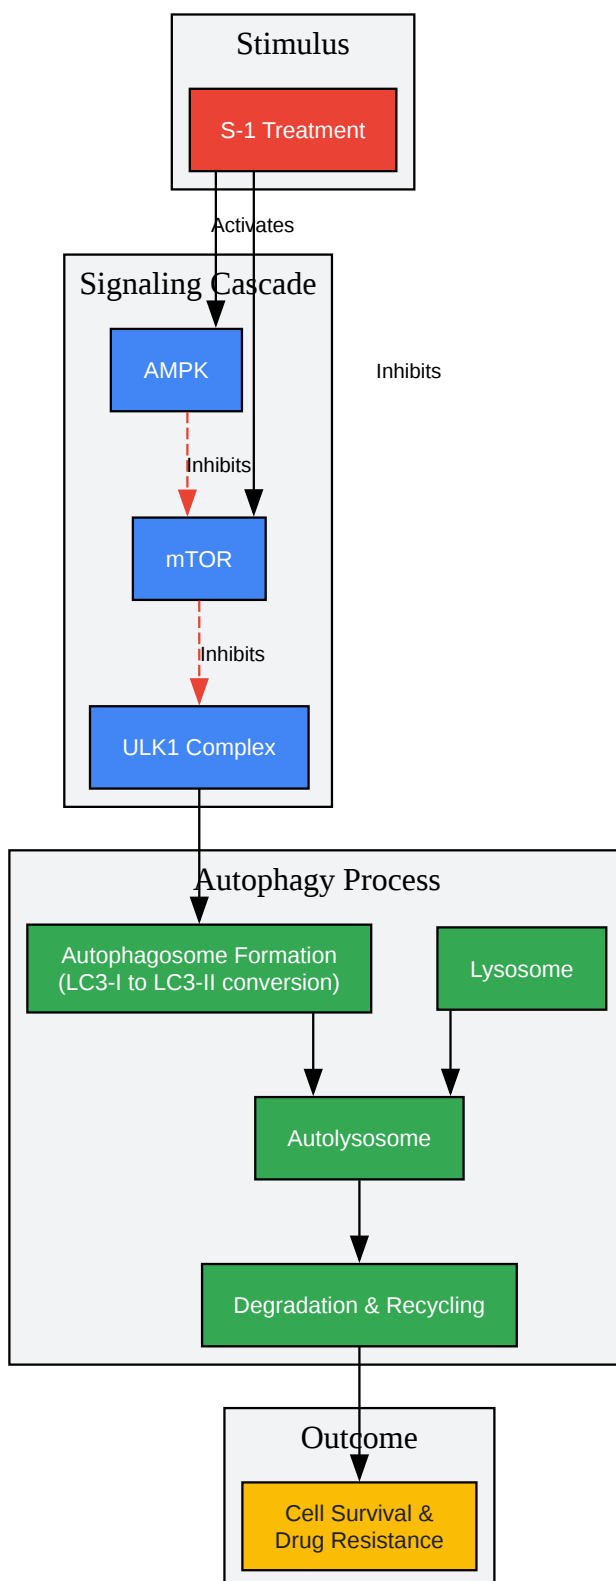 Stimulus
S-1 Treatment
Activates
Signaling Cascade
AMPK
Inhibits
Inhibits
mTOR
Inhibits
ULK1 Complex
Autophagy Process
Autophagosome Formation
(LC3-I to LC3-II conversion)
Lysosome
Autolysosome
Degradation & Recycling
Outcome
Cell Survival &
Drug Resistance